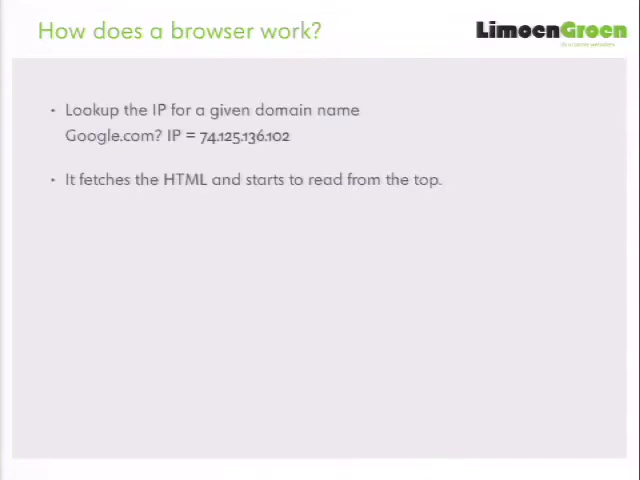 How does a browser work?
LimoenGroen
• Lookup the IP for a given domain name
Google.com? IP = 74.125.136.102
• It fetches the HTML and starts to read from the top.